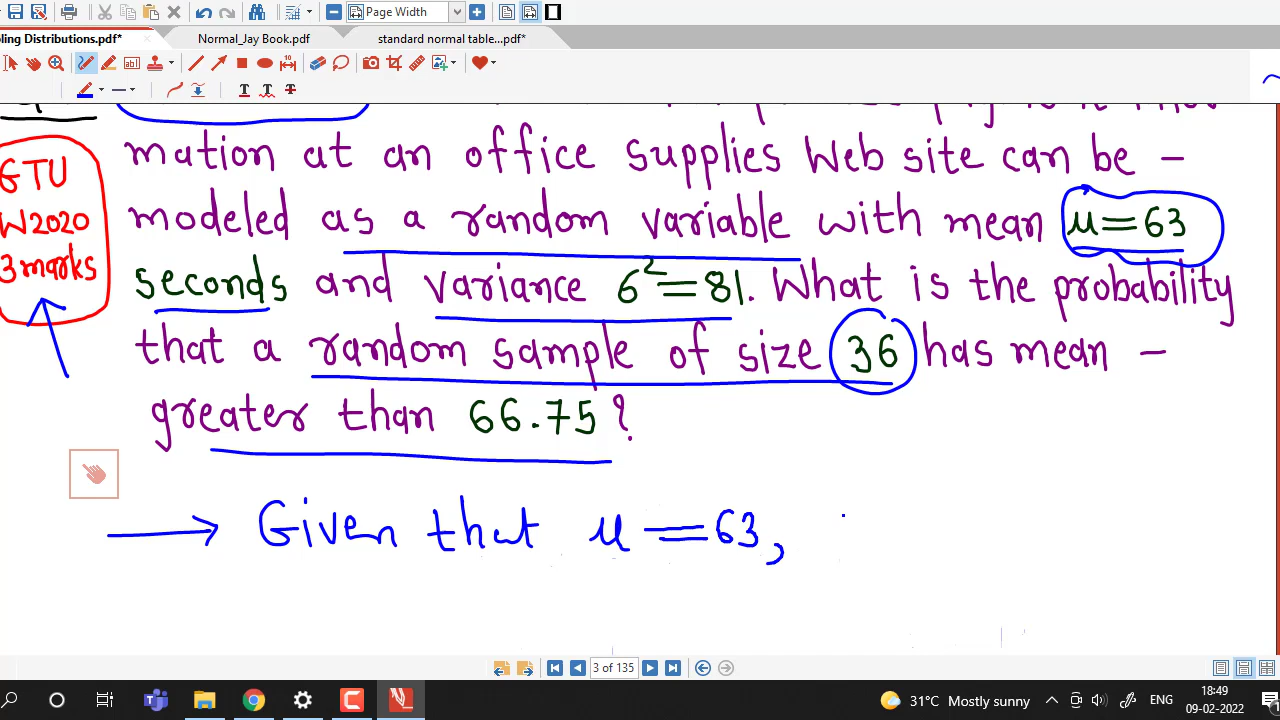 Page Width
ling Distributions.pdf*
Normal_Jay Book.pdf
standard normal table...pdf*
GTU
W2020
3marks
mation at an office supplies Web site can be -
modeled as a random variable with mean μ=63
seconds and variance σ²=81. What is the probability
that a random sample of size 36 has mean -
greater than 66.75?
→ Given that μ=63,
3 of 135
31°C Mostly sunny
ENG
18:49
09-02-2022